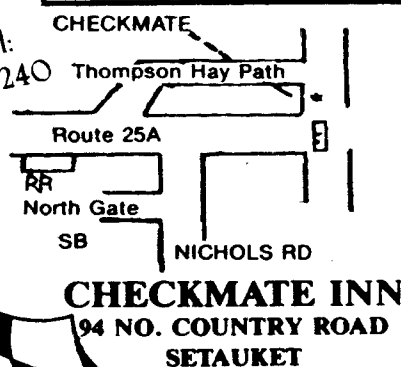 CHECKMATE
240
Thompson Hay Path
Route 25A
RR
North Gate
SB
NICHOLS RD
CHECKMATE INN
94 NO. COUNTRY ROAD
SETAUKET